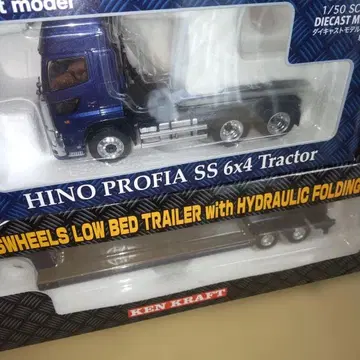 t model
1/50 SC
DIECAST M
ダイキャストモデル
HINO PROFIA SS 6x4 Tractor
SWHEELS LOW BED TRAILER with HYDRAULIC FOLDING
KEN KRAFT